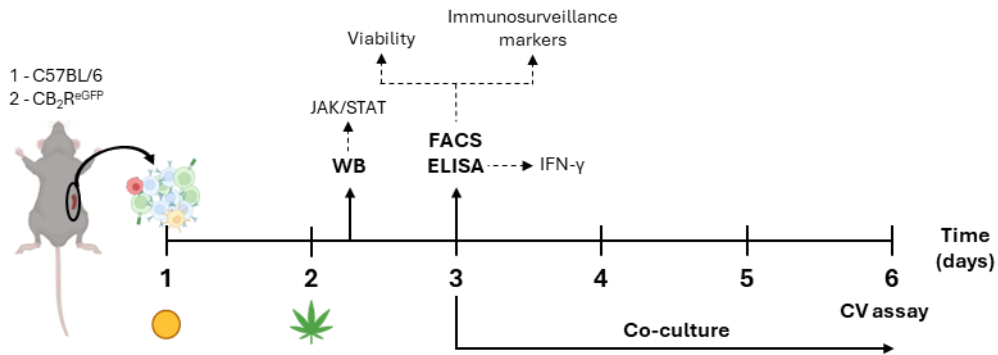 Immunosurveillance
markers
Viability
1 - C57BL/6
2 - CB₂Rᵉᴳᶠᴾ
JAK/STAT
WB
FACS
ELISA
IFN-γ
1
2
3
4
5
6
Time
(days)
CV assay
Co-culture